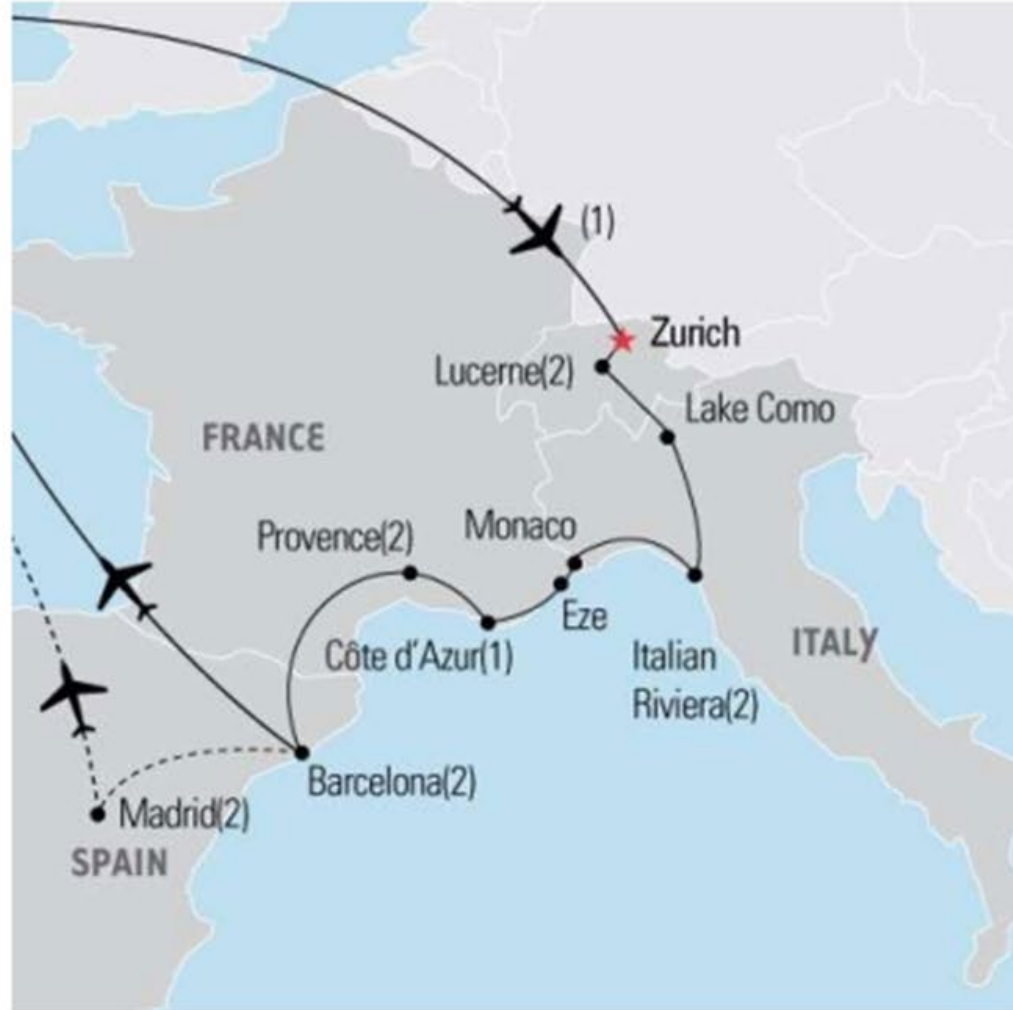 (1)
Zurich
Lucerne(2)
Lake Como
FRANCE
Provence(2)
Monaco
Eze
Côte d'Azur(1)
Italian
Riviera(2)
ITALY
Barcelona(2)
Madrid(2)
SPAIN